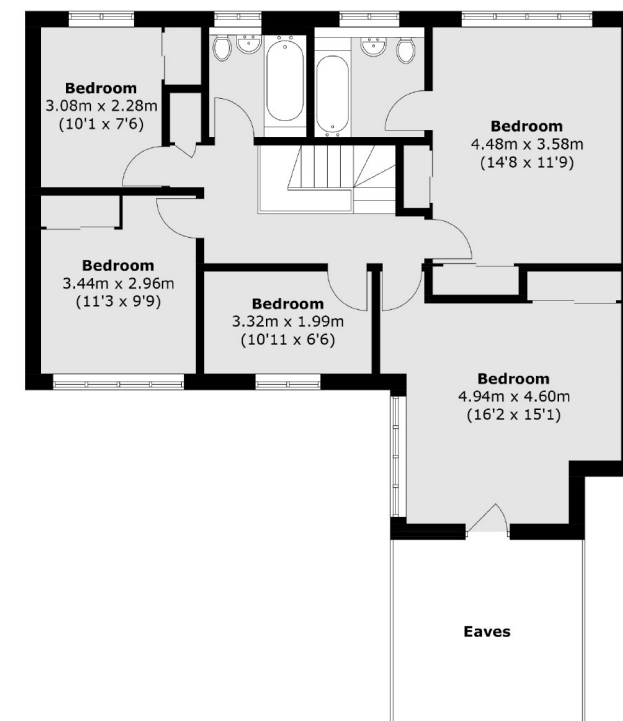 Bedroom
3.08m x 2.28m
(10'1 x 7'6)
Bedroom
4.48m x 3.58m
(14'8 x 11'9)
Bedroom
3.44m x 2.96m
(11'3 x 9'9)
Bedroom
3.32m x 1.99m
(10'11 x 6'6)
Bedroom
4.94m x 4.60m
(16'2 x 15'1)
Eaves